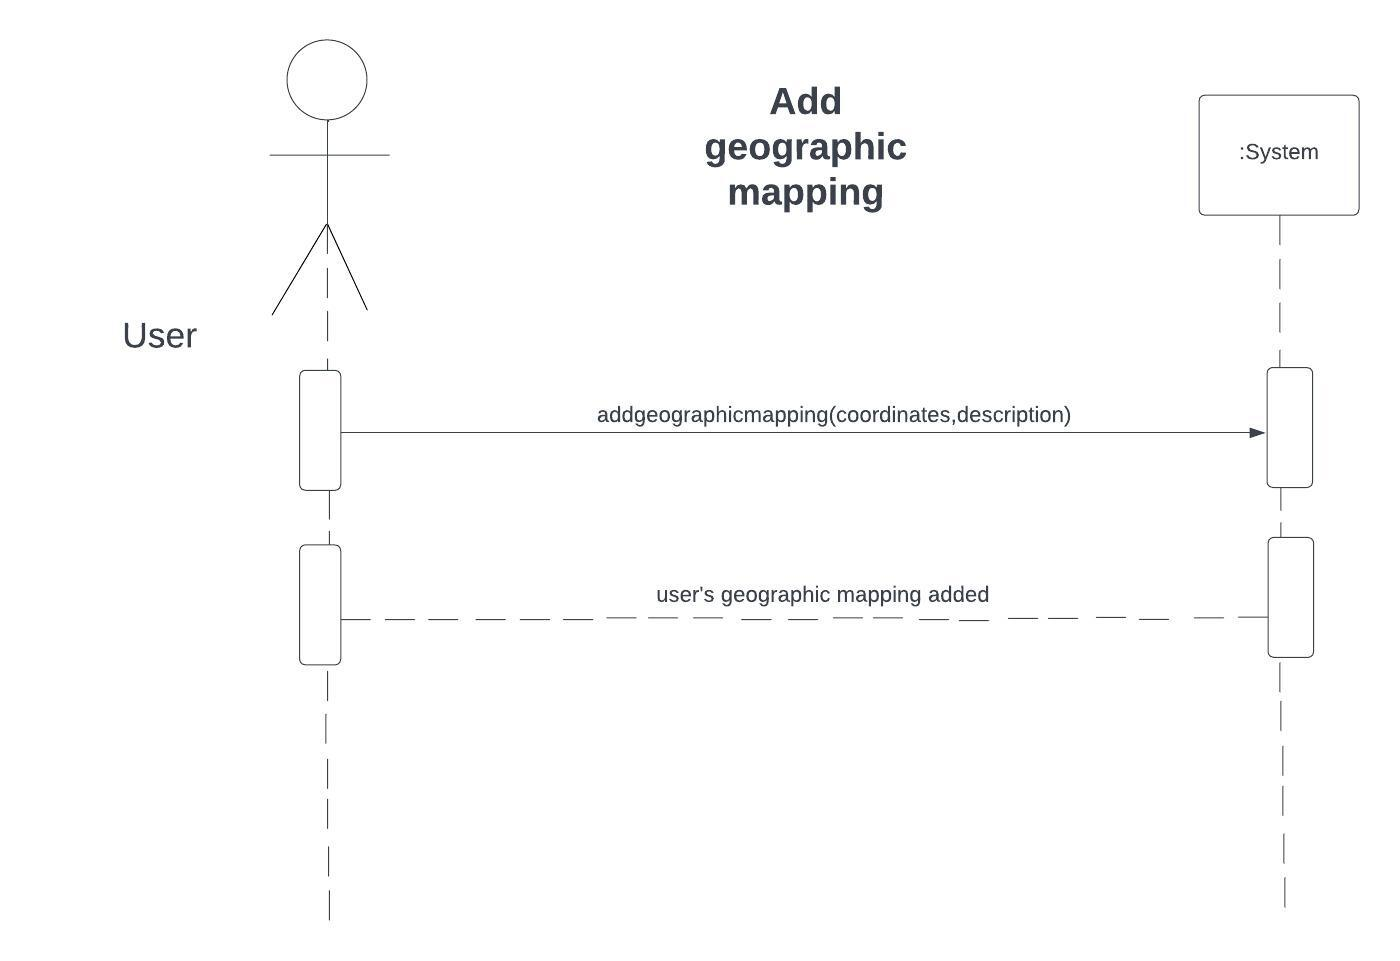 Add
geographic
mapping
:System
User
addgeographicmapping(coordinates,description)
user's geographic mapping added